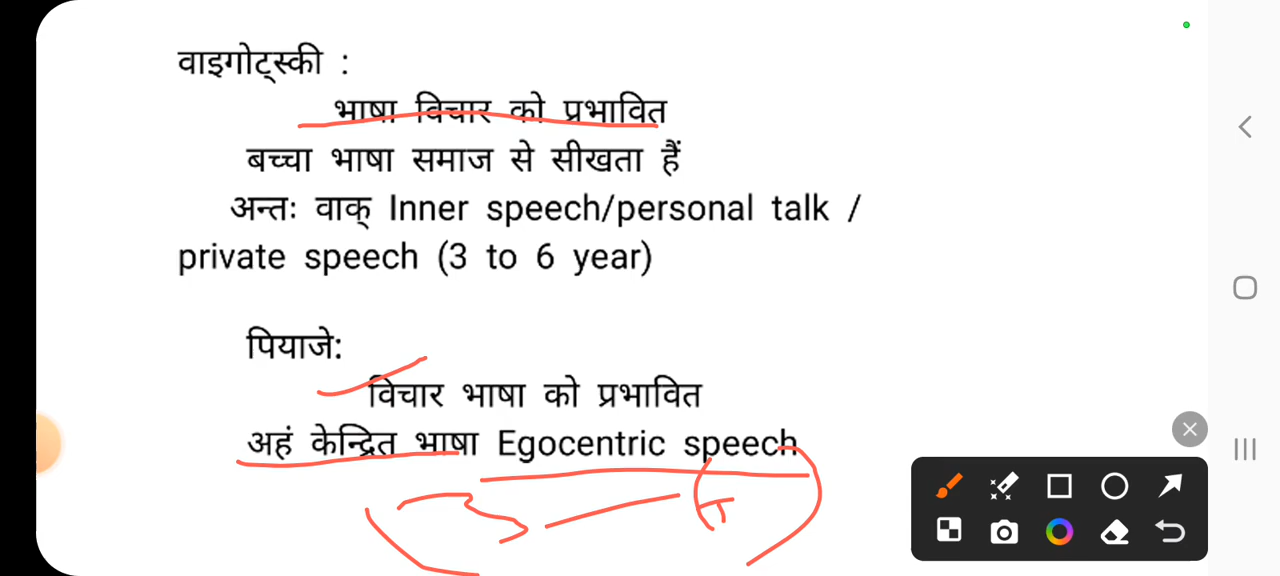 वाइगोट्स्की :
भाषा विचार को प्रभावित
बच्चा भाषा समाज से सीखता हैं
अन्तः वाक् Inner speech/personal talk /
private speech (3 to 6 year)
पियाजे:
विचार भाषा को प्रभावित
अहं केन्द्रित भाषा Egocentric speech